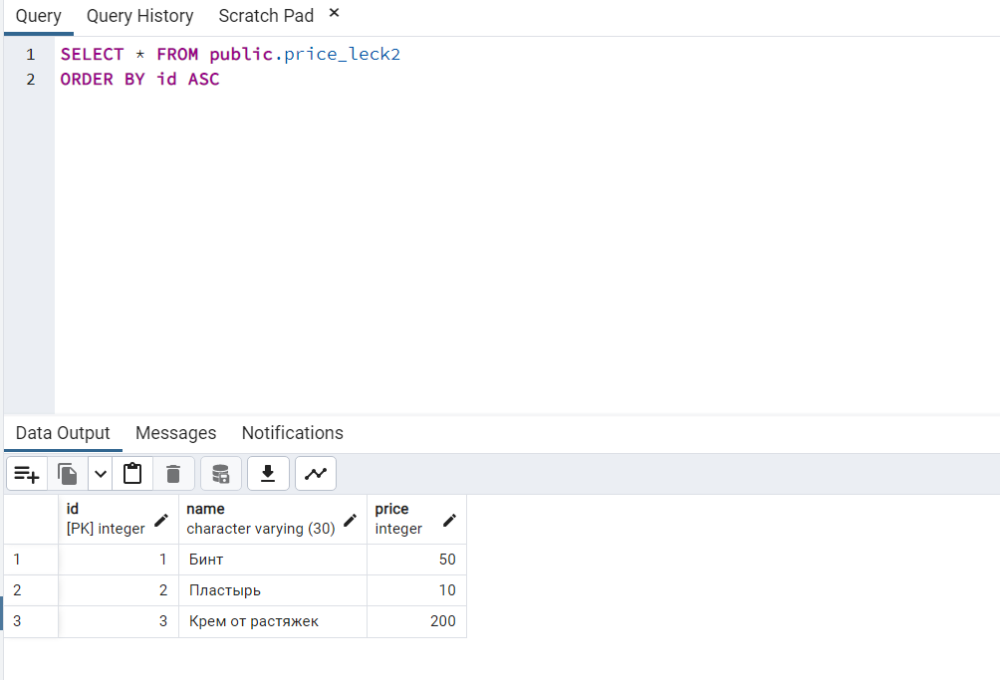 Query Query History Scratch Pad ×
1 SELECT * FROM public.price_leck2
2 ORDER BY id ASC
Data Output Messages Notifications
id name price
[PK] integer character varying (30) integer
1 1 Бинт 50
2 2 Пластырь 10
3 3 Крем от растяжек 200